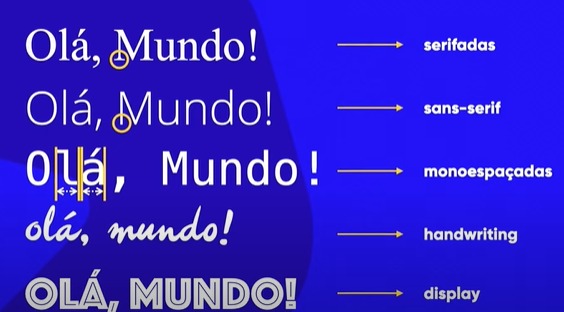 Olá, Mundo! serifadas
Olá, Mundo! sans-serif
Olá, Mundo! monoespaçadas
olá, mundo! handwriting
OLÁ, MUNDO! display